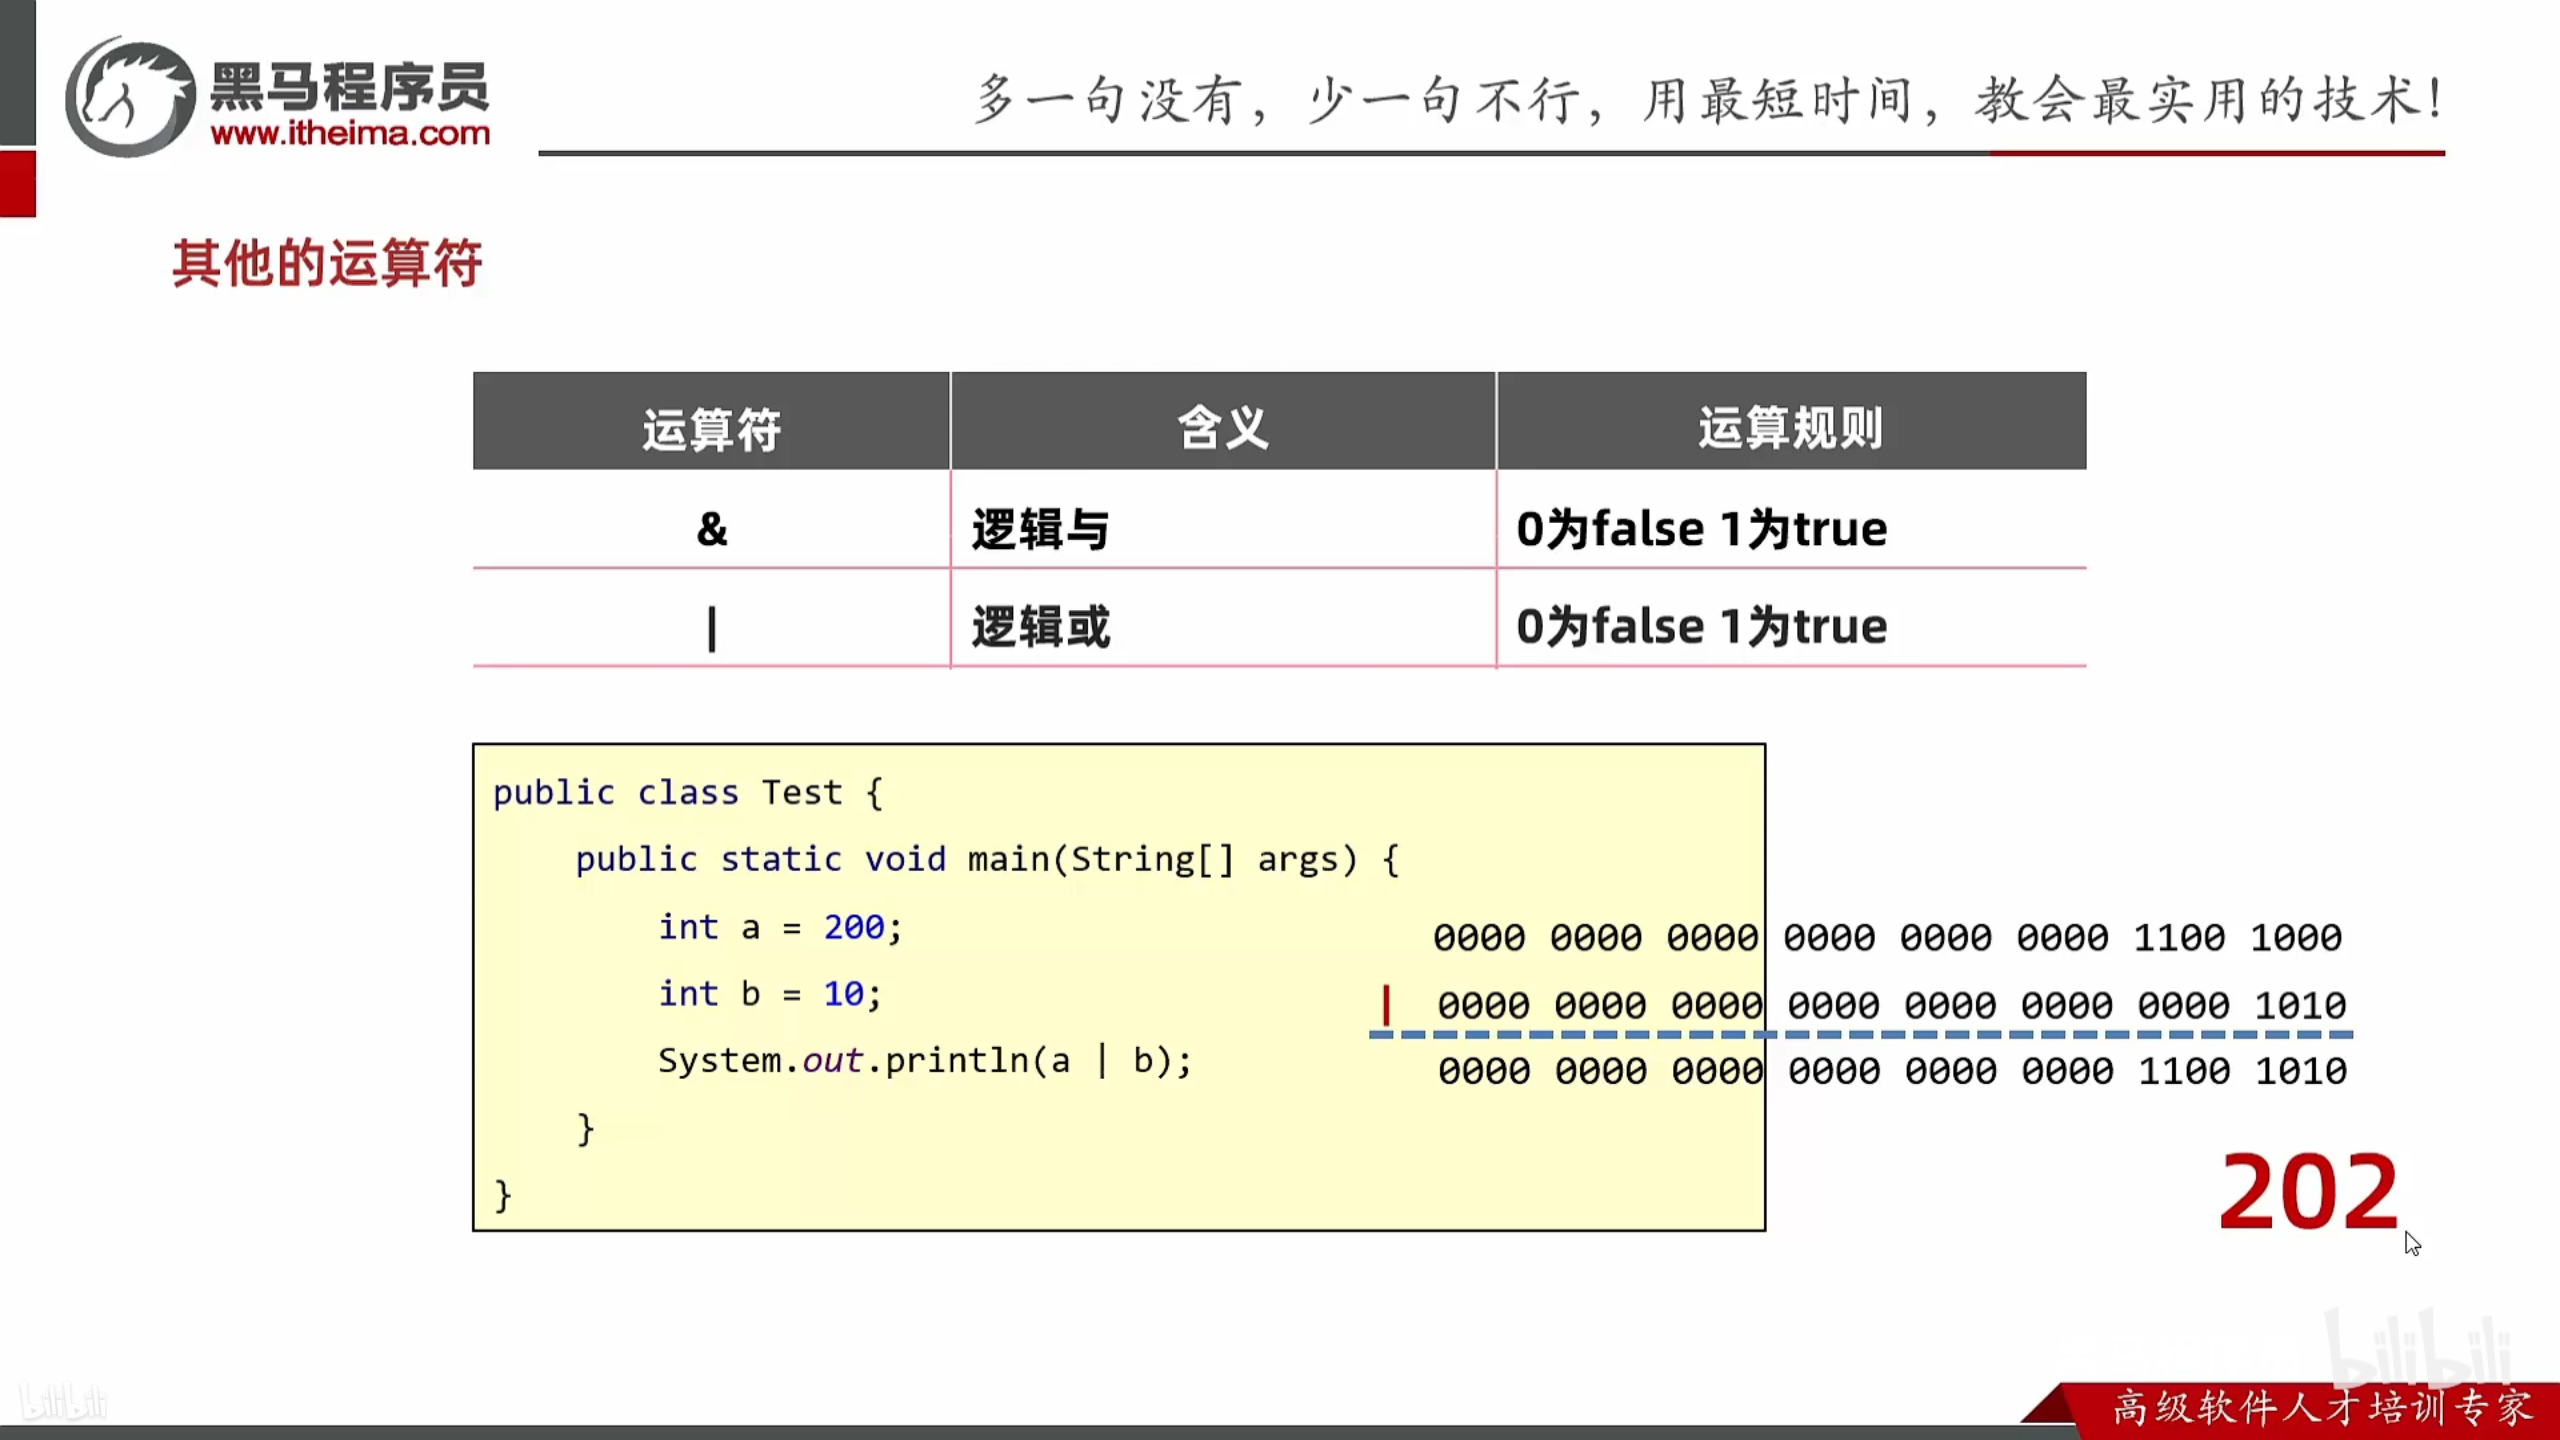 黑马程序员
www.itheima.com
多一句没有，少一句不行，用最短时间，教会最实用的技术！
其他的运算符
运算符 含义 运算规则
& 逻辑与 0为false 1为true
| 逻辑或 0为false 1为true
public class Test {
public static void main(String[] args) {
int a = 200;
0000 0000 0000 0000 0000 0000 1100 1000
int b = 10;
| 0000 0000 0000 0000 0000 0000 0000 1010
System.out.println(a | b);
0000 0000 0000 0000 0000 0000 1100 1010
}
}
202
bilibili
bilibili
高级软件人才培训专家